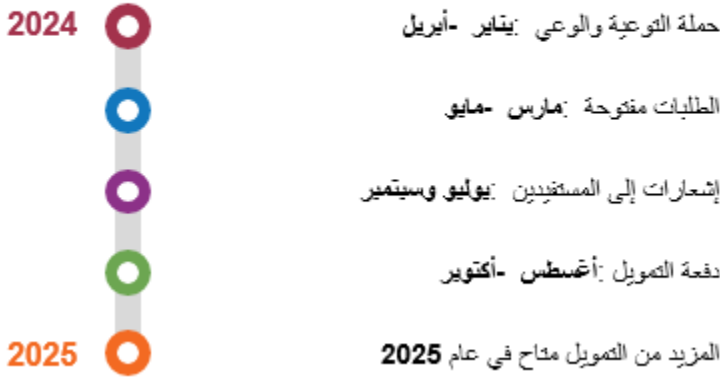 2024
حملة التوعية والوعي :يناير -أبريل
الطلبات مفتوحة :مارس -مايو
إشعارات إلى المستفيدين :يوليو وسبتمبر
دفعة التمويل :أغسطس -أكتوبر
2025
المزيد من التمويل متاح في عام 2025